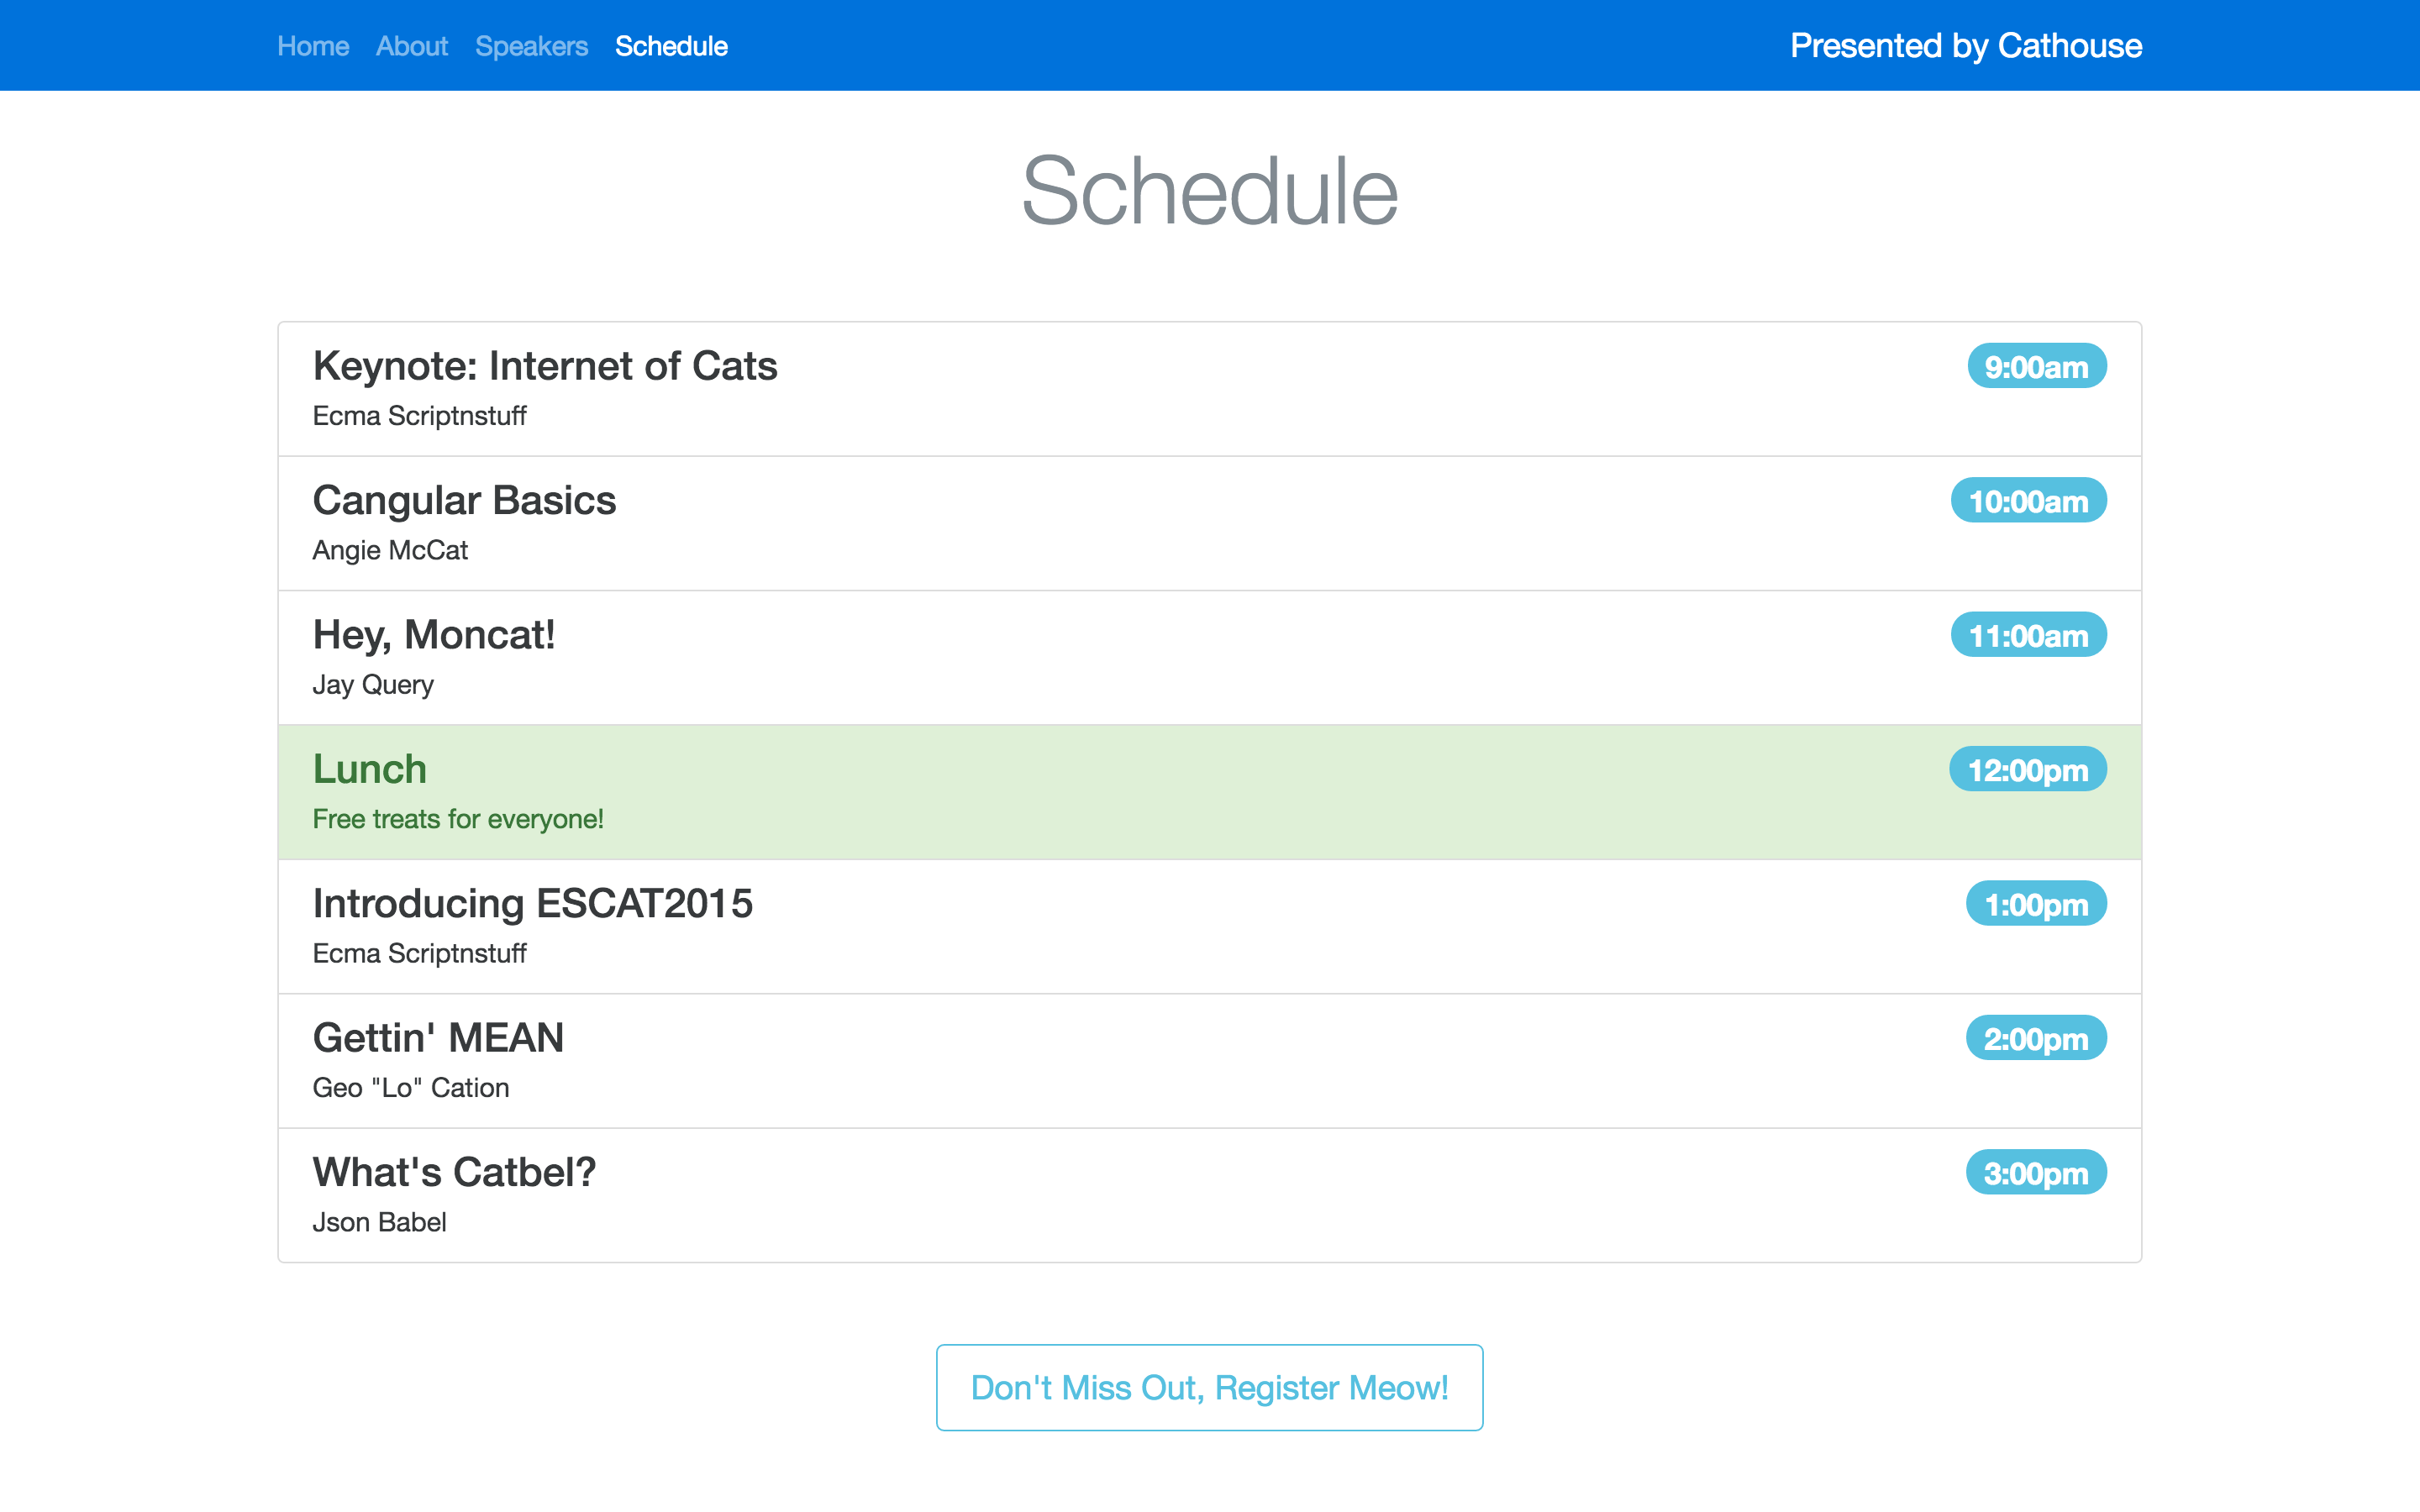 Home About Speakers Schedule Presented by Cathouse
Schedule
Keynote: Internet of Cats 9:00am
Ecma Scriptnstuff
Cangular Basics 10:00am
Angie McCat
Hey, Moncat! 11:00am
Jay Query
Lunch 12:00pm
Free treats for everyone!
Introducing ESCAT2015 1:00pm
Ecma Scriptnstuff
Gettin' MEAN 2:00pm
Geo "Lo" Cation
What's Catbel? 3:00pm
Json Babel
Don't Miss Out, Register Meow!